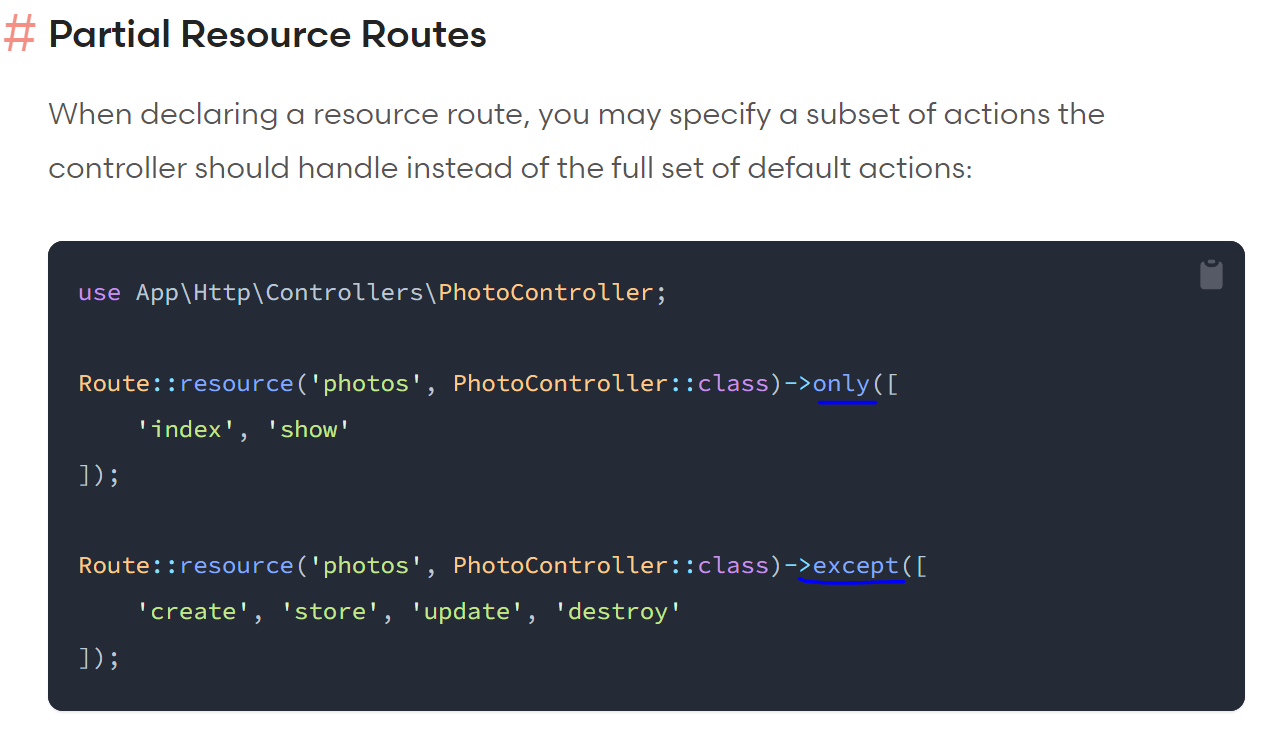 # Partial Resource Routes
When declaring a resource route, you may specify a subset of actions the
controller should handle instead of the full set of default actions:
use App\Http\Controllers\PhotoController;
Route::resource('photos', PhotoController::class)->only([
    'index', 'show'
]);
Route::resource('photos', PhotoController::class)->except([
    'create', 'store', 'update', 'destroy'
]);